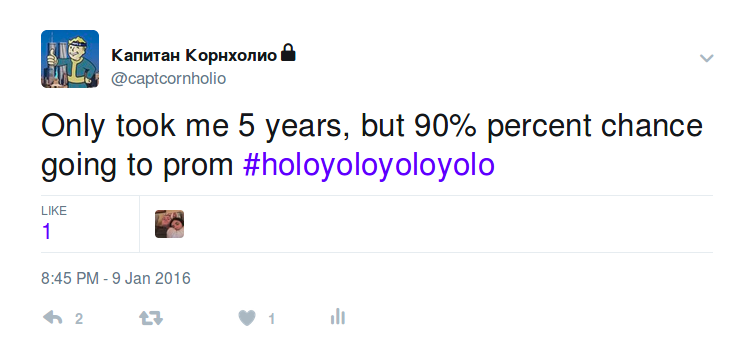 Капитан Корнхолио
@captcornholio
Only took me 5 years, but 90% percent chance
going to prom #holoyoloyoloyolo
LIKE
1
8:45 PM - 9 Jan 2016
2
1